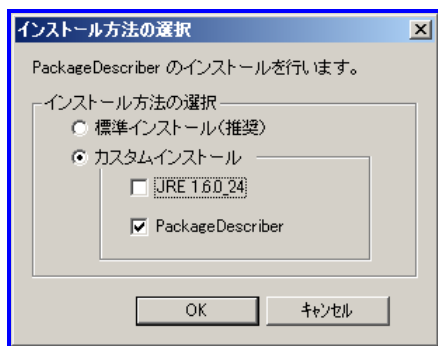 インストール方法の選択
PackageDescriber のインストールを行います。
インストール方法の選択
標準インストール(推奨)
カスタムインストール
JRE 1.6.0_24
PackageDescriber
OK
キャンセル